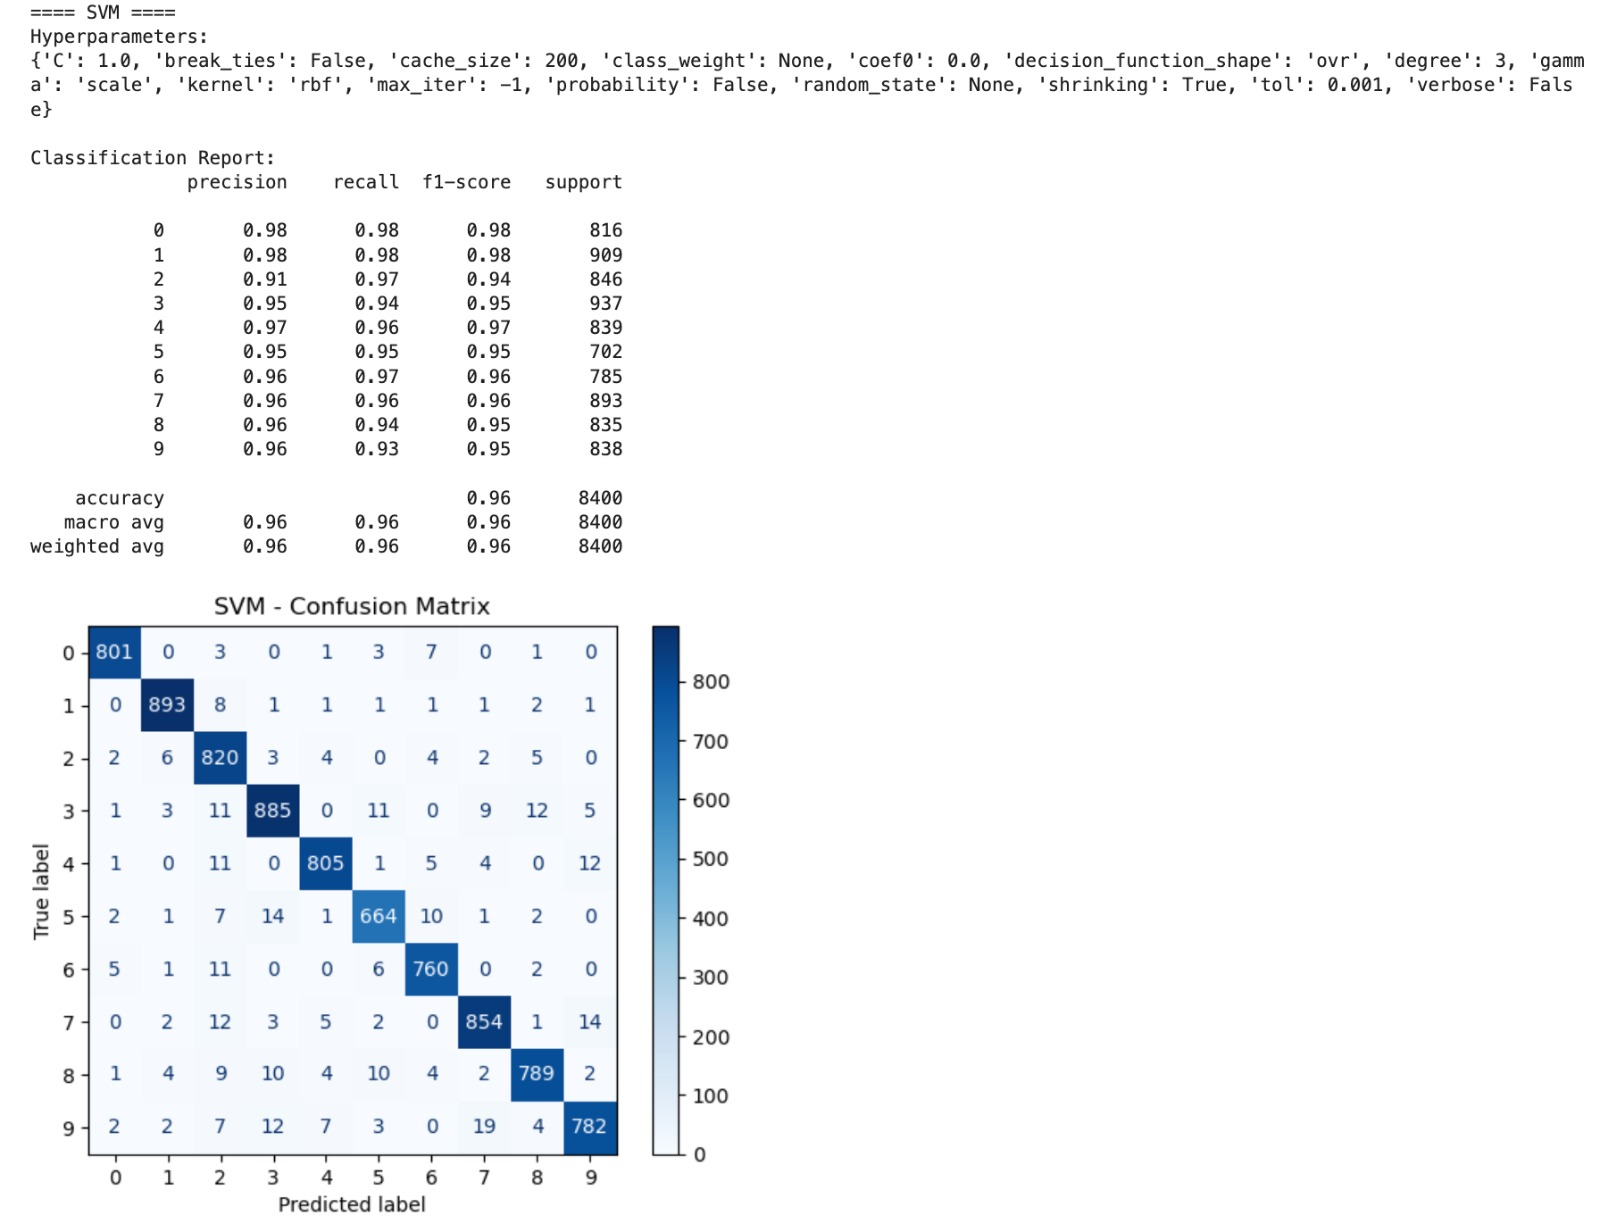 ==== SVM ====
Hyperparameters:
{'C': 1.0, 'break_ties': False, 'cache_size': 200, 'class_weight': None, 'coef0': 0.0, 'decision_function_shape': 'ovr', 'degree': 3, 'gamm
a': 'scale', 'kernel': 'rbf', 'max_iter': -1, 'probability': False, 'random_state': None, 'shrinking': True, 'tol': 0.001, 'verbose': Fals
e}
Classification Report:
precision recall f1-score support
0 0.98 0.98 0.98 816
1 0.98 0.98 0.98 909
2 0.91 0.97 0.94 846
3 0.95 0.94 0.95 937
4 0.97 0.96 0.97 839
5 0.95 0.95 0.95 702
6 0.96 0.97 0.96 785
7 0.96 0.96 0.96 893
8 0.96 0.94 0.95 835
9 0.96 0.93 0.95 838
accuracy 0.96 8400
macro avg 0.96 0.96 0.96 8400
weighted avg 0.96 0.96 0.96 8400
SVM - Confusion Matrix
True label
0 801 0 3 0 1 3 7 0 1 0
1 0 893 8 1 1 1 1 1 2 1
2 2 6 820 3 4 0 4 2 5 0
3 1 3 11 885 0 11 0 9 12 5
4 1 0 11 0 805 1 5 4 0 12
5 2 1 7 14 1 664 10 1 2 0
6 5 1 11 0 0 6 760 0 2 0
7 0 2 12 3 5 2 0 854 1 14
8 1 4 9 10 4 10 4 2 789 2
9 2 2 7 12 7 3 0 19 4 782
0 1 2 3 4 5 6 7 8 9
Predicted label
800
700
600
500
400
300
200
100
0